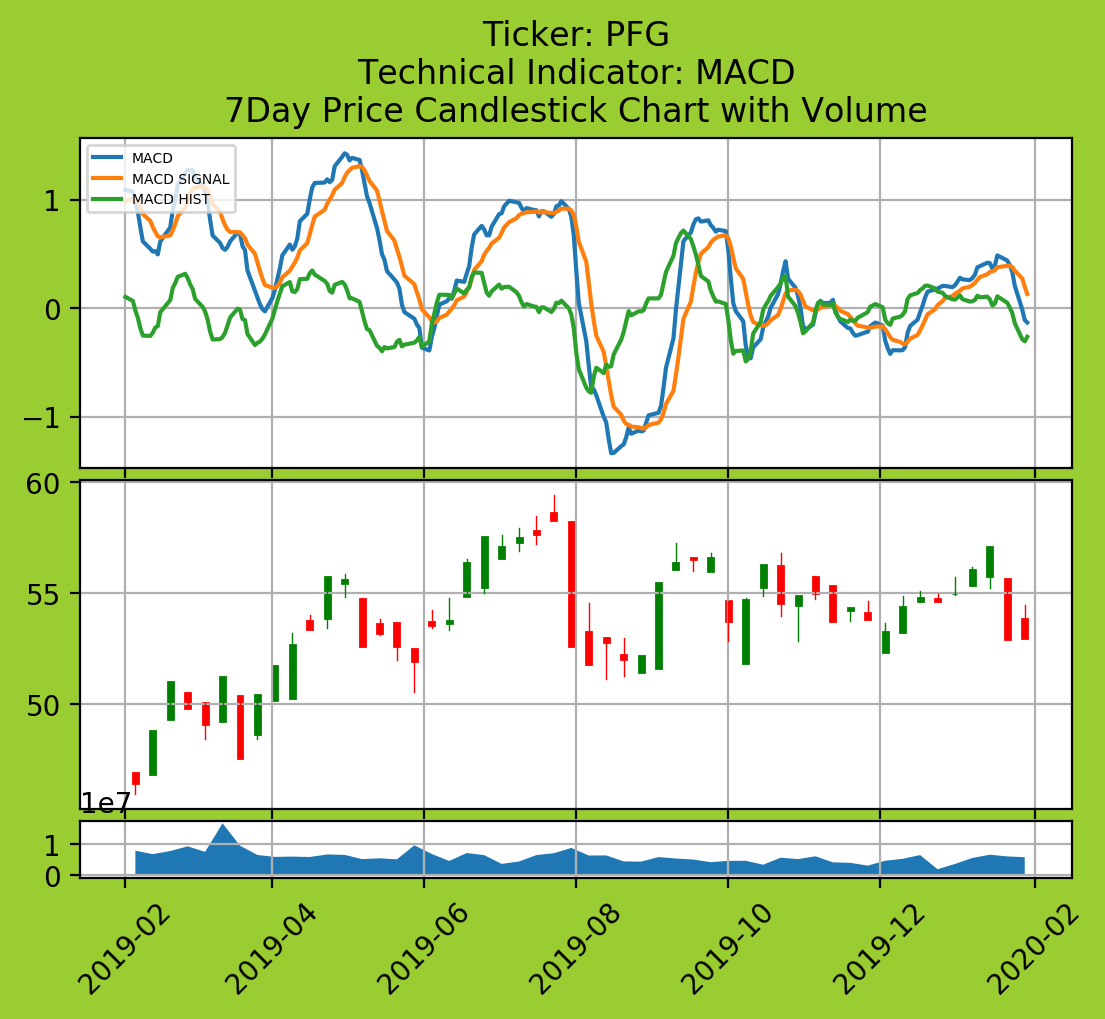 Ticker: PFG
Technical Indicator: MACD
7Day Price Candlestick Chart with Volume
MACD
MACD SIGNAL
MACD HIST
1
0
−1
60
55
50
1e7
1
0
2019-02
2019-04
2019-06
2019-08
2019-10
2019-12
2020-02